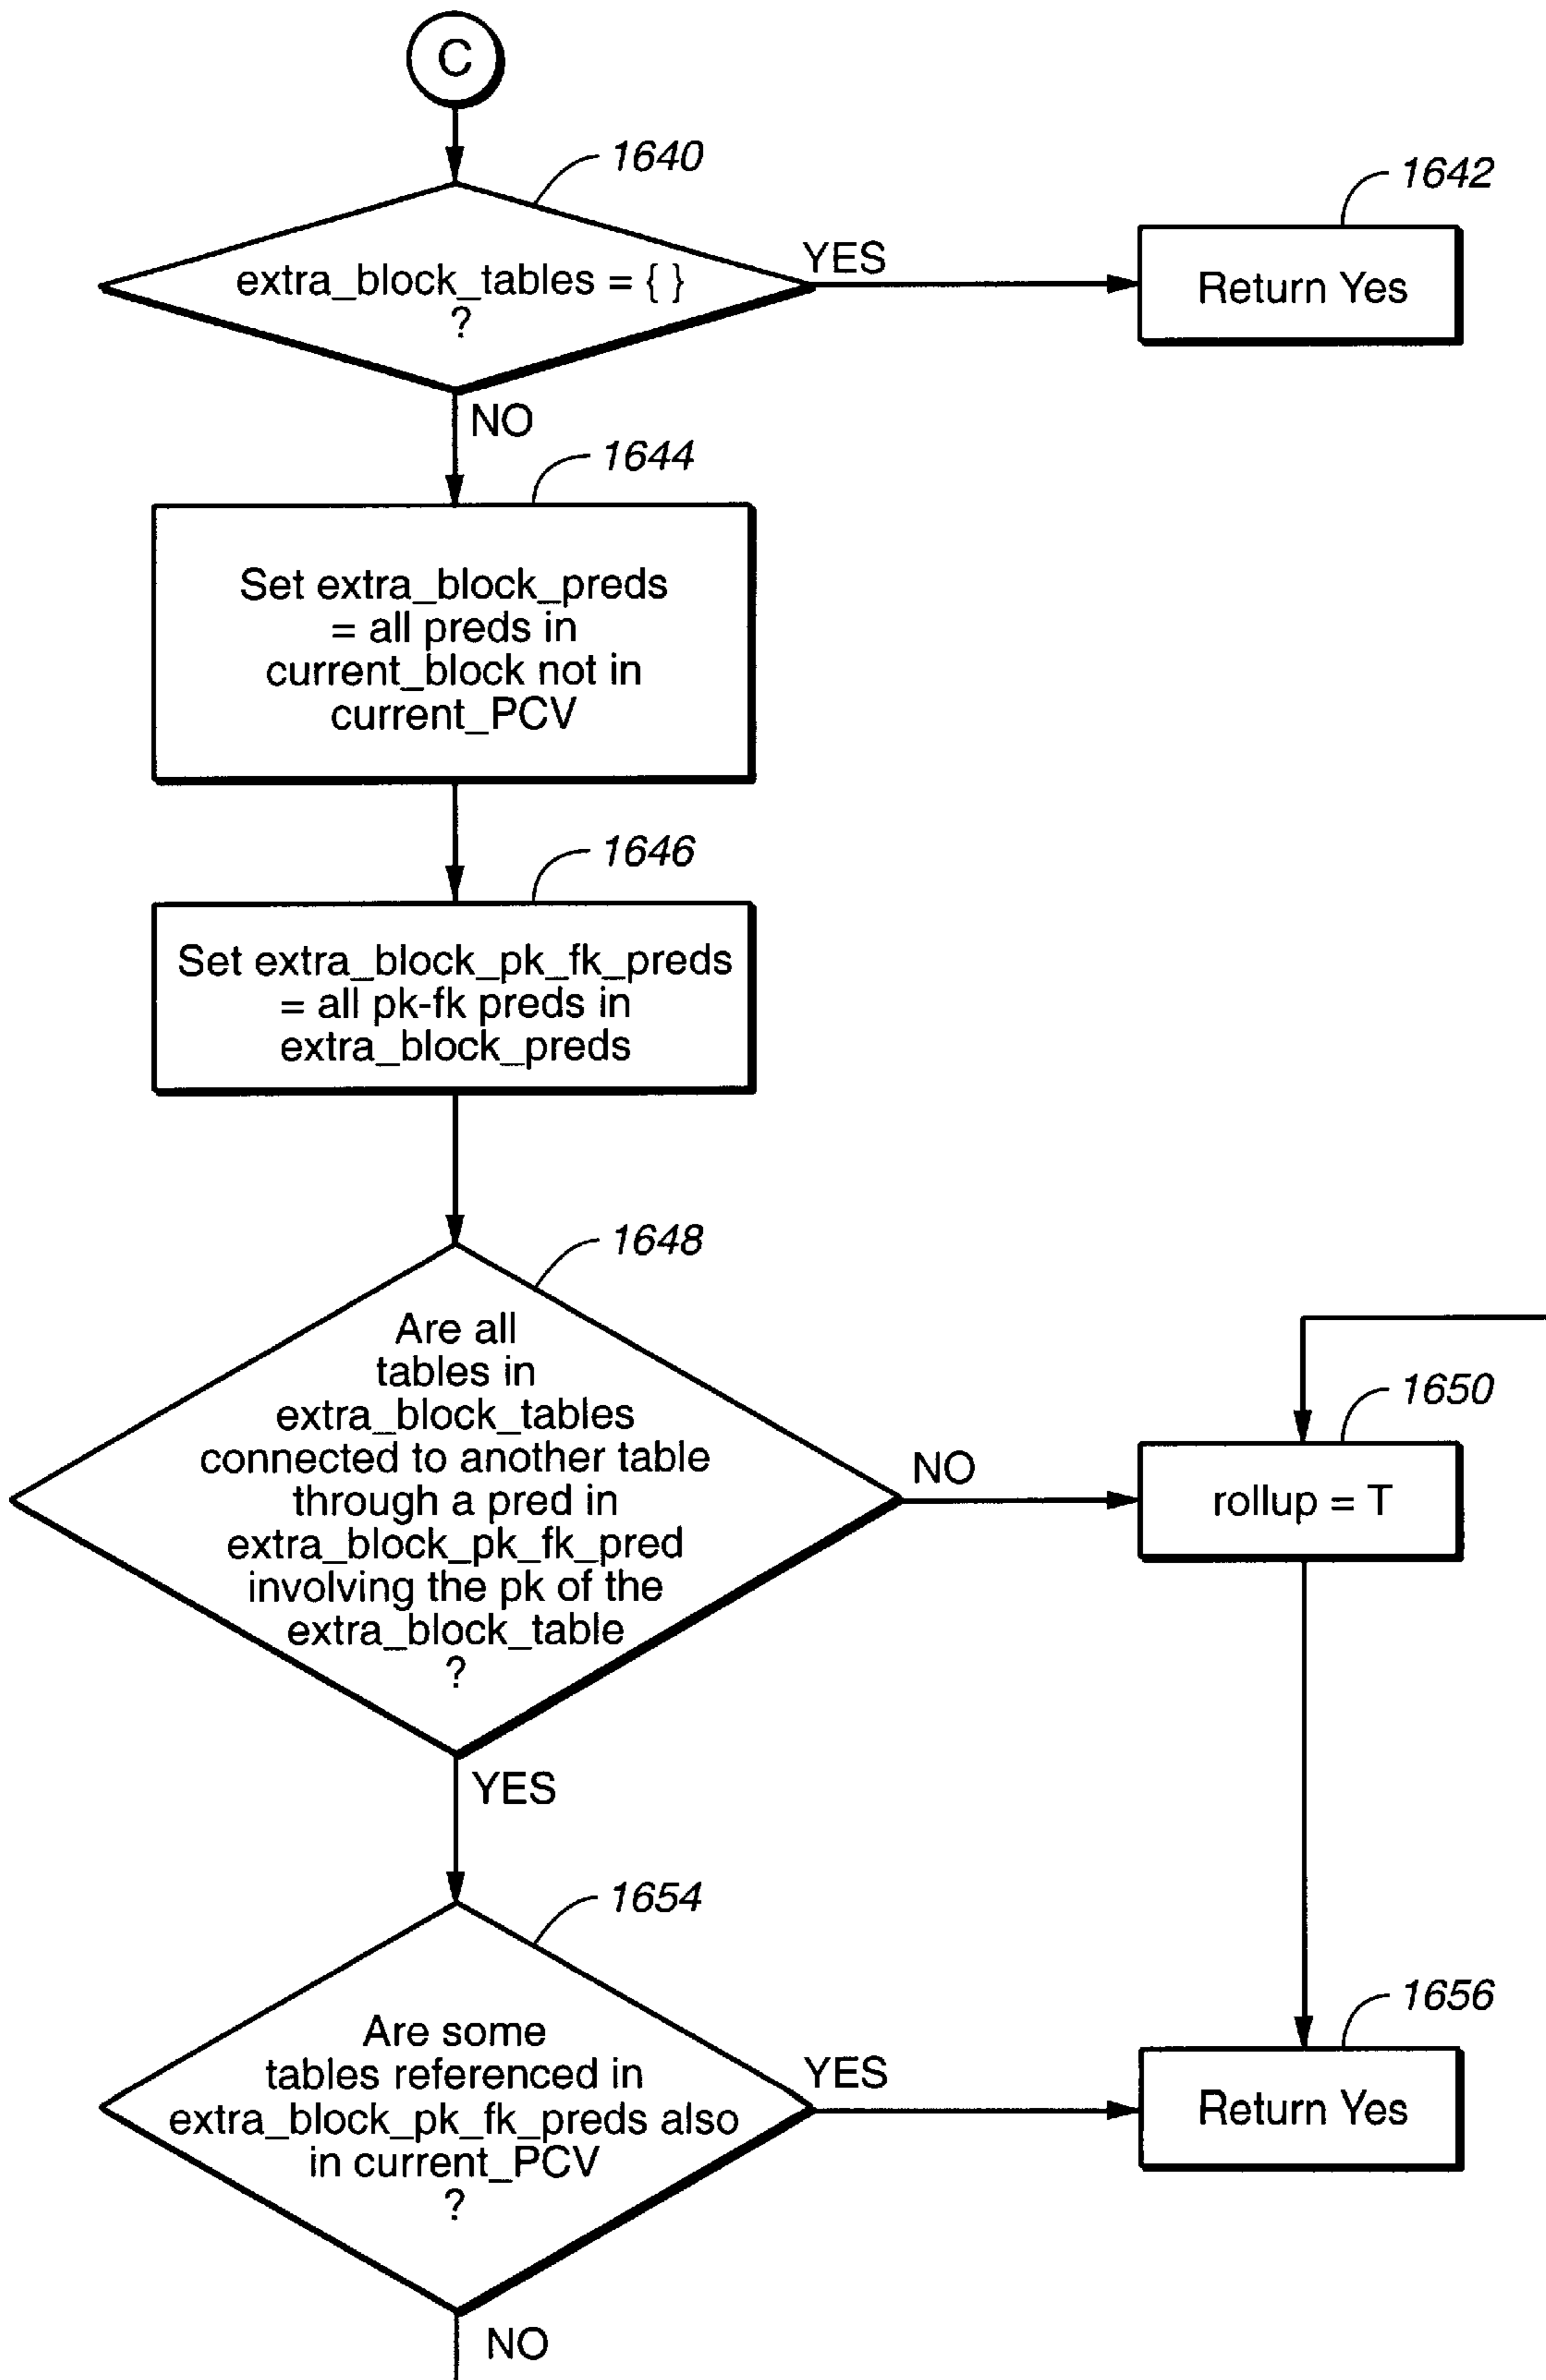 C
1640
extra_block_tables = { }
?
YES
1642
Return Yes
NO
1644
Set extra_block_preds
= all preds in
current_block not in
current_PCV
1646
Set extra_block_pk_fk_preds
= all pk-fk preds in
extra_block_preds
1648
Are all
tables in
extra_block_tables
connected to another table
through a pred in
extra_block_pk_fk_pred
involving the pk of the
extra_block_table
?
NO
1650
rollup = T
YES
1654
Are some
tables referenced in
extra_block_pk_fk_preds also
in current_PCV
?
YES
1656
Return Yes
NO